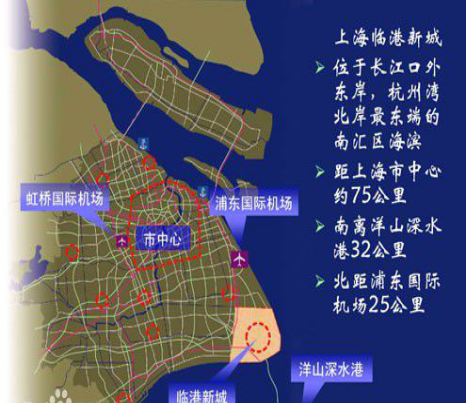 上海临港新城
位于长江口外
东岸，杭州湾
北岸最东端的
南汇区海滨
距上海市中心
约75公里
南离洋山深水
港32公里
北距浦东国际
机场25公里
虹桥国际机场
浦东国际机场
市中心
临港新城
洋山深水港